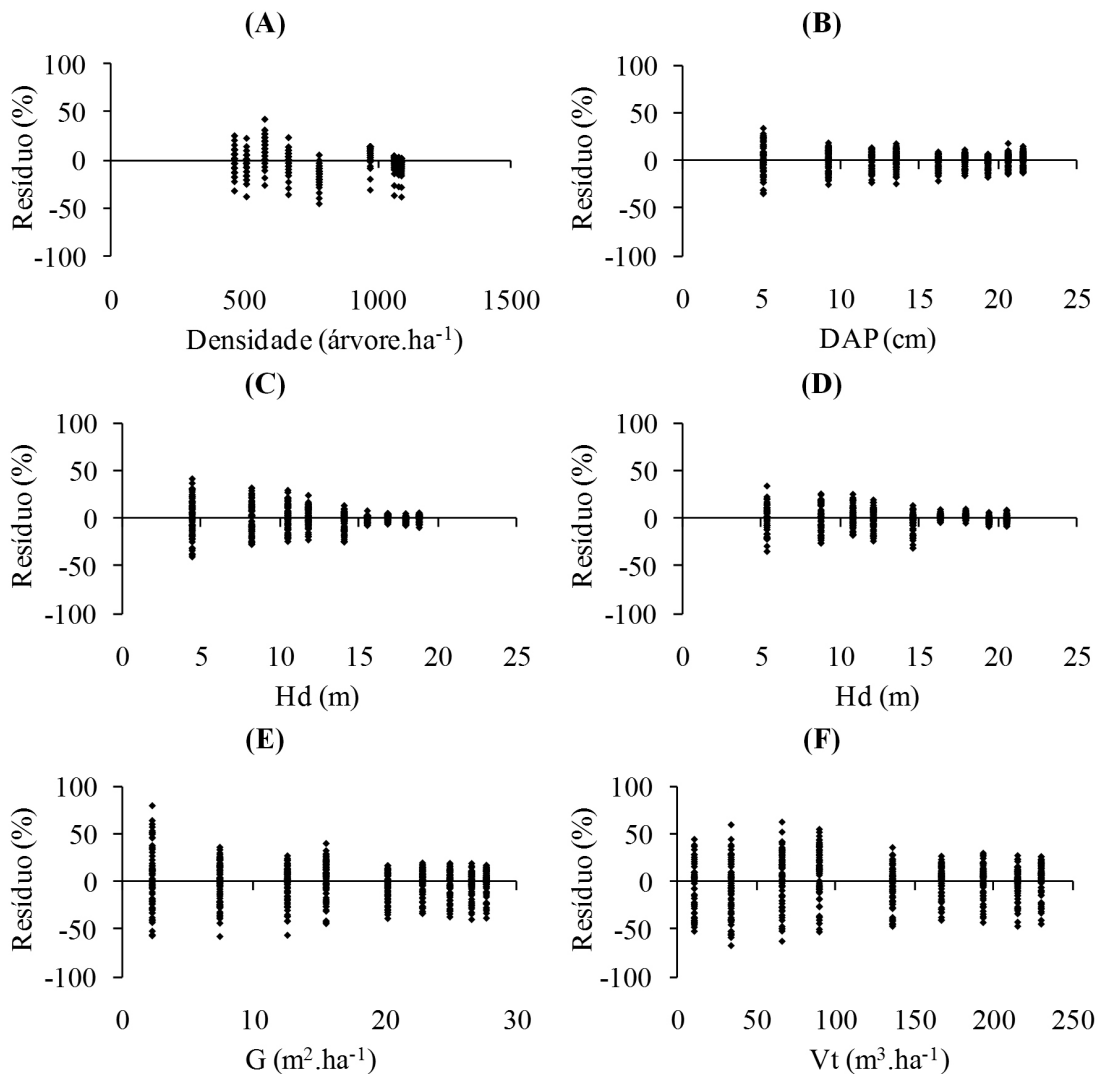 (A)
100
50
0
-50
-100
Resíduo (%)
0 500 1000 1500
Densidade (árvore.ha⁻¹)
(B)
100
50
0
-50
-100
Resíduo (%)
0 5 10 15 20 25
DAP (cm)
(C)
100
50
0
-50
-100
Resíduo (%)
0 5 10 15 20 25
Hd (m)
(D)
100
50
0
-50
-100
Resíduo (%)
0 5 10 15 20 25
Hd (m)
(E)
100
50
0
-50
-100
Resíduo (%)
0 10 20 30
G (m².ha⁻¹)
(F)
100
50
0
-50
-100
Resíduo (%)
0 50 100 150 200 250
Vt (m³.ha⁻¹)